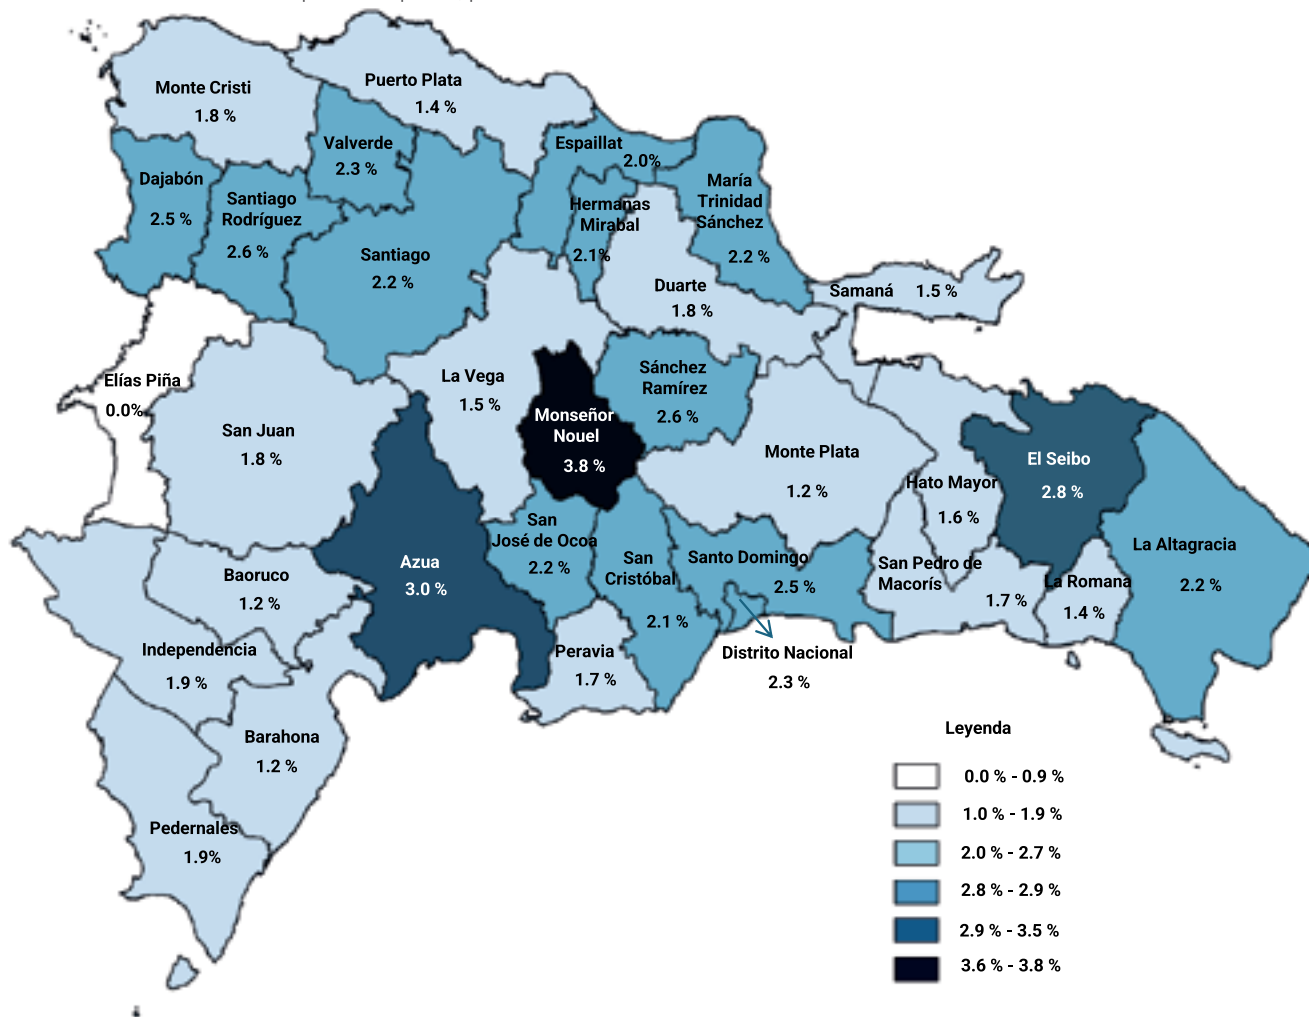 Monte Cristi
1.8 %
Puerto Plata
1.4 %
Valverde
2.3 %
Espaillat
2.0%
Dajabón
2.5 %
Santiago
Rodríguez
2.6 %
Hermanas
Mirabal
2.1%
María
Trinidad
Sánchez
2.2 %
Santiago
2.2 %
Duarte
1.8 %
Samaná 1.5 %
Elías Piña
0.0%
La Vega
1.5 %
Sánchez
Ramírez
2.6 %
San Juan
1.8 %
Monseñor
Nouel
3.8 %
Monte Plata
1.2 %
El Seibo
2.8 %
Hato Mayor
1.6 %
San
José de Ocoa
2.2 %
La Altagracia
2.2 %
Azua
3.0 %
San
Cristóbal
2.1 %
Santo Domingo
2.5 %
San Pedro de
Macorís
1.7 %
La Romana
1.4 %
Baoruco
1.2 %
Independencia
1.9 %
Peravia
1.7 %
Distrito Nacional
2.3 %
Barahona
1.2 %
Pedernales
1.9%
Leyenda
0.0 % - 0.9 %
1.0 % - 1.9 %
2.0 % - 2.7 %
2.8 % - 2.9 %
2.9 % - 3.5 %
3.6 % - 3.8 %